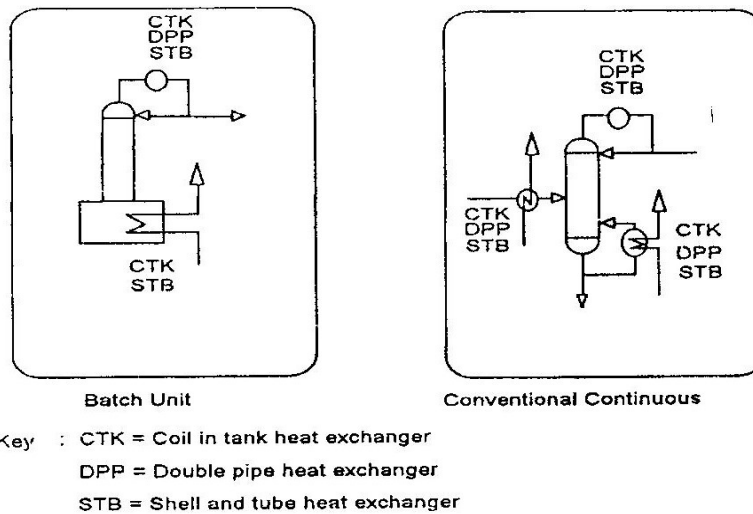 CTK
DPP
STB
CTK
STB
Batch Unit
CTK
DPP
STB
CTK
DPP
STB
CTK
DPP
STB
Conventional Continuous
Key : CTK = Coil in tank heat exchanger
DPP = Double pipe heat exchanger
STB = Shell and tube heat exchanger